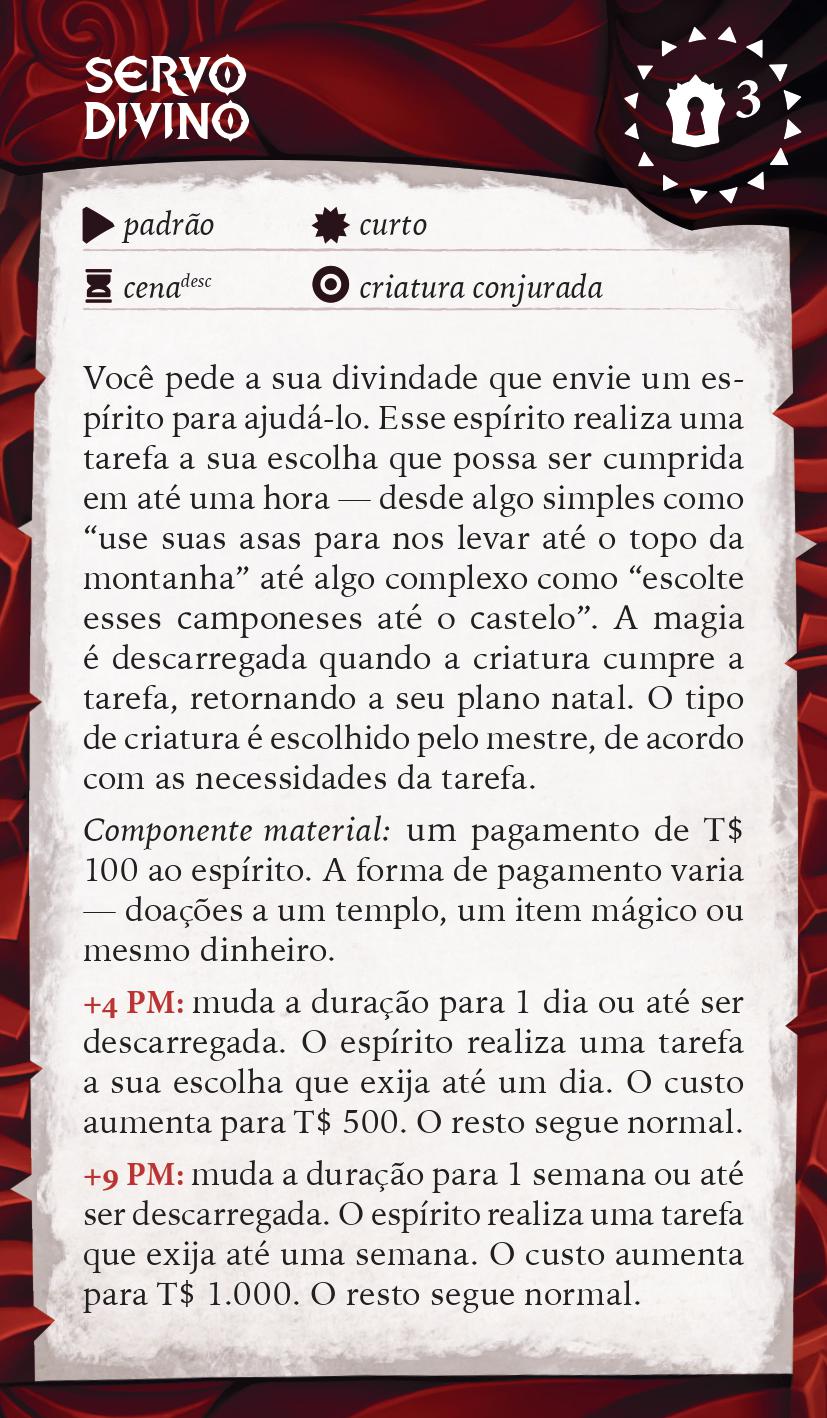 SERVO
DIVINO
3
padrão
curto
cenadesc
criatura conjurada
Você pede a sua divindade que envie um es-
pírito para ajudá-lo. Esse espírito realiza uma
tarefa a sua escolha que possa ser cumprida
em até uma hora — desde algo simples como
“use suas asas para nos levar até o topo da
montanha” até algo complexo como “escolte
esses camponeses até o castelo”. A magia
é descarregada quando a criatura cumpre a
tarefa, retornando a seu plano natal. O tipo
de criatura é escolhido pelo mestre, de acordo
com as necessidades da tarefa.
Componente material: um pagamento de T$
100 ao espírito. A forma de pagamento varia
— doações a um templo, um item mágico ou
mesmo dinheiro.
+4 PM: muda a duração para 1 dia ou até ser
descarregada. O espírito realiza uma tarefa
a sua escolha que exija até um dia. O custo
aumenta para T$ 500. O resto segue normal.
+9 PM: muda a duração para 1 semana ou até
ser descarregada. O espírito realiza uma tarefa
que exija até uma semana. O custo aumenta
para T$ 1.000. O resto segue normal.